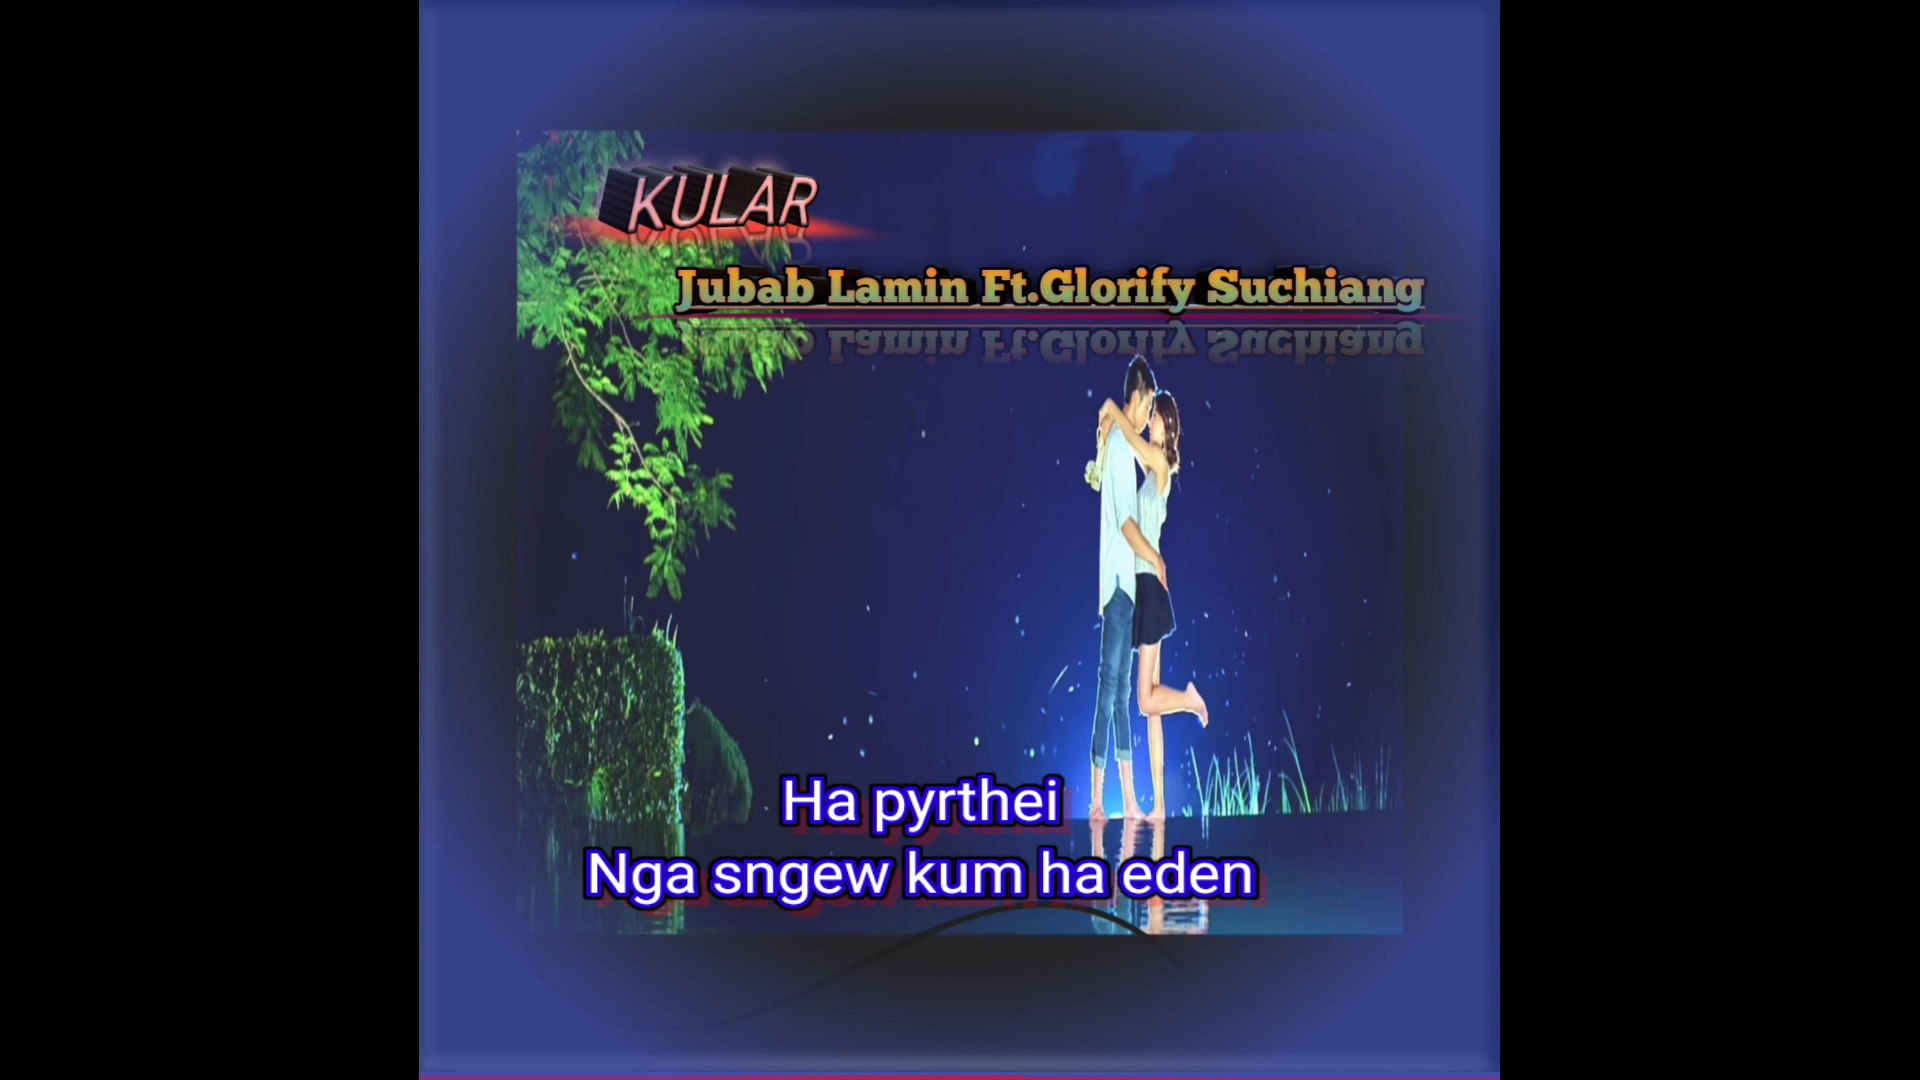 KULAR
Jubab Lamin Ft.Glorify Suchiang
Ha pyrthei
Nga sngew kum ha eden